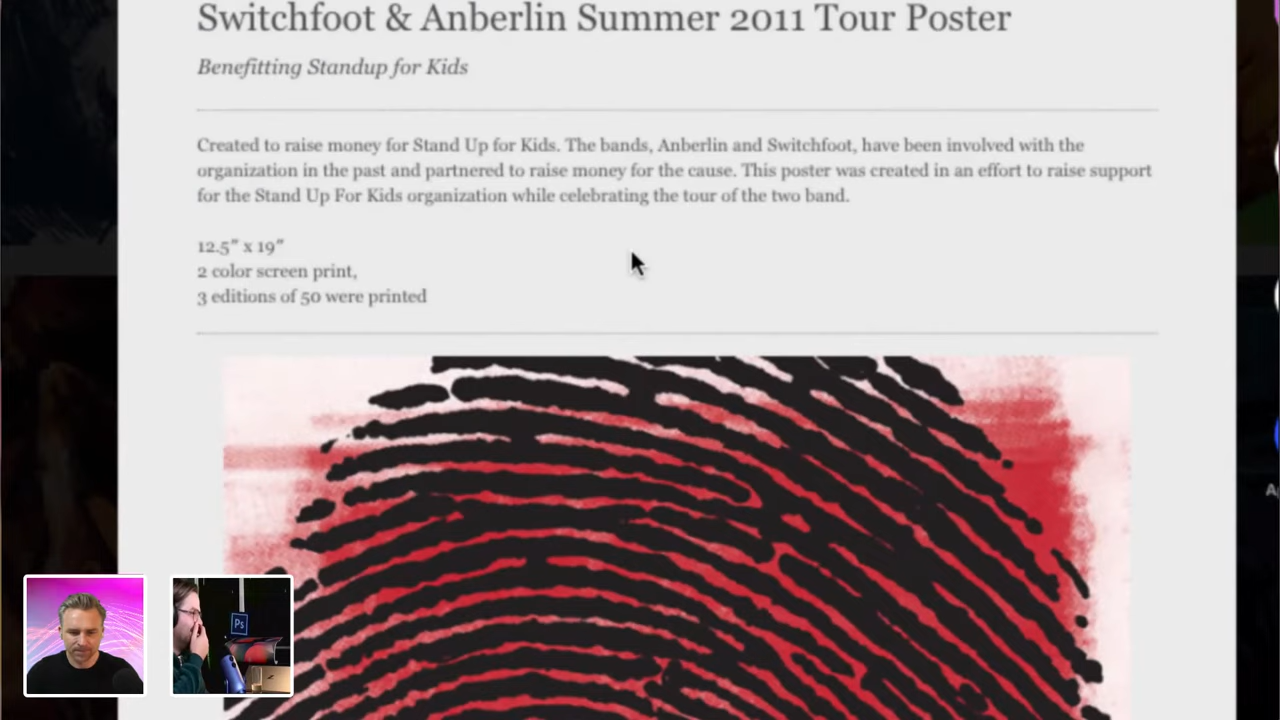 Switchfoot & Anberlin Summer 2011 Tour Poster
Benefitting Standup for Kids
Created to raise money for Stand Up for Kids. The bands, Anberlin and Switchfoot, have been involved with the
organization in the past and partnered to raise money for the cause. This poster was created in an effort to raise support
for the Stand Up For Kids organization while celebrating the tour of the two band.
12.5" x 19"
2 color screen print,
3 editions of 50 were printed
Ps